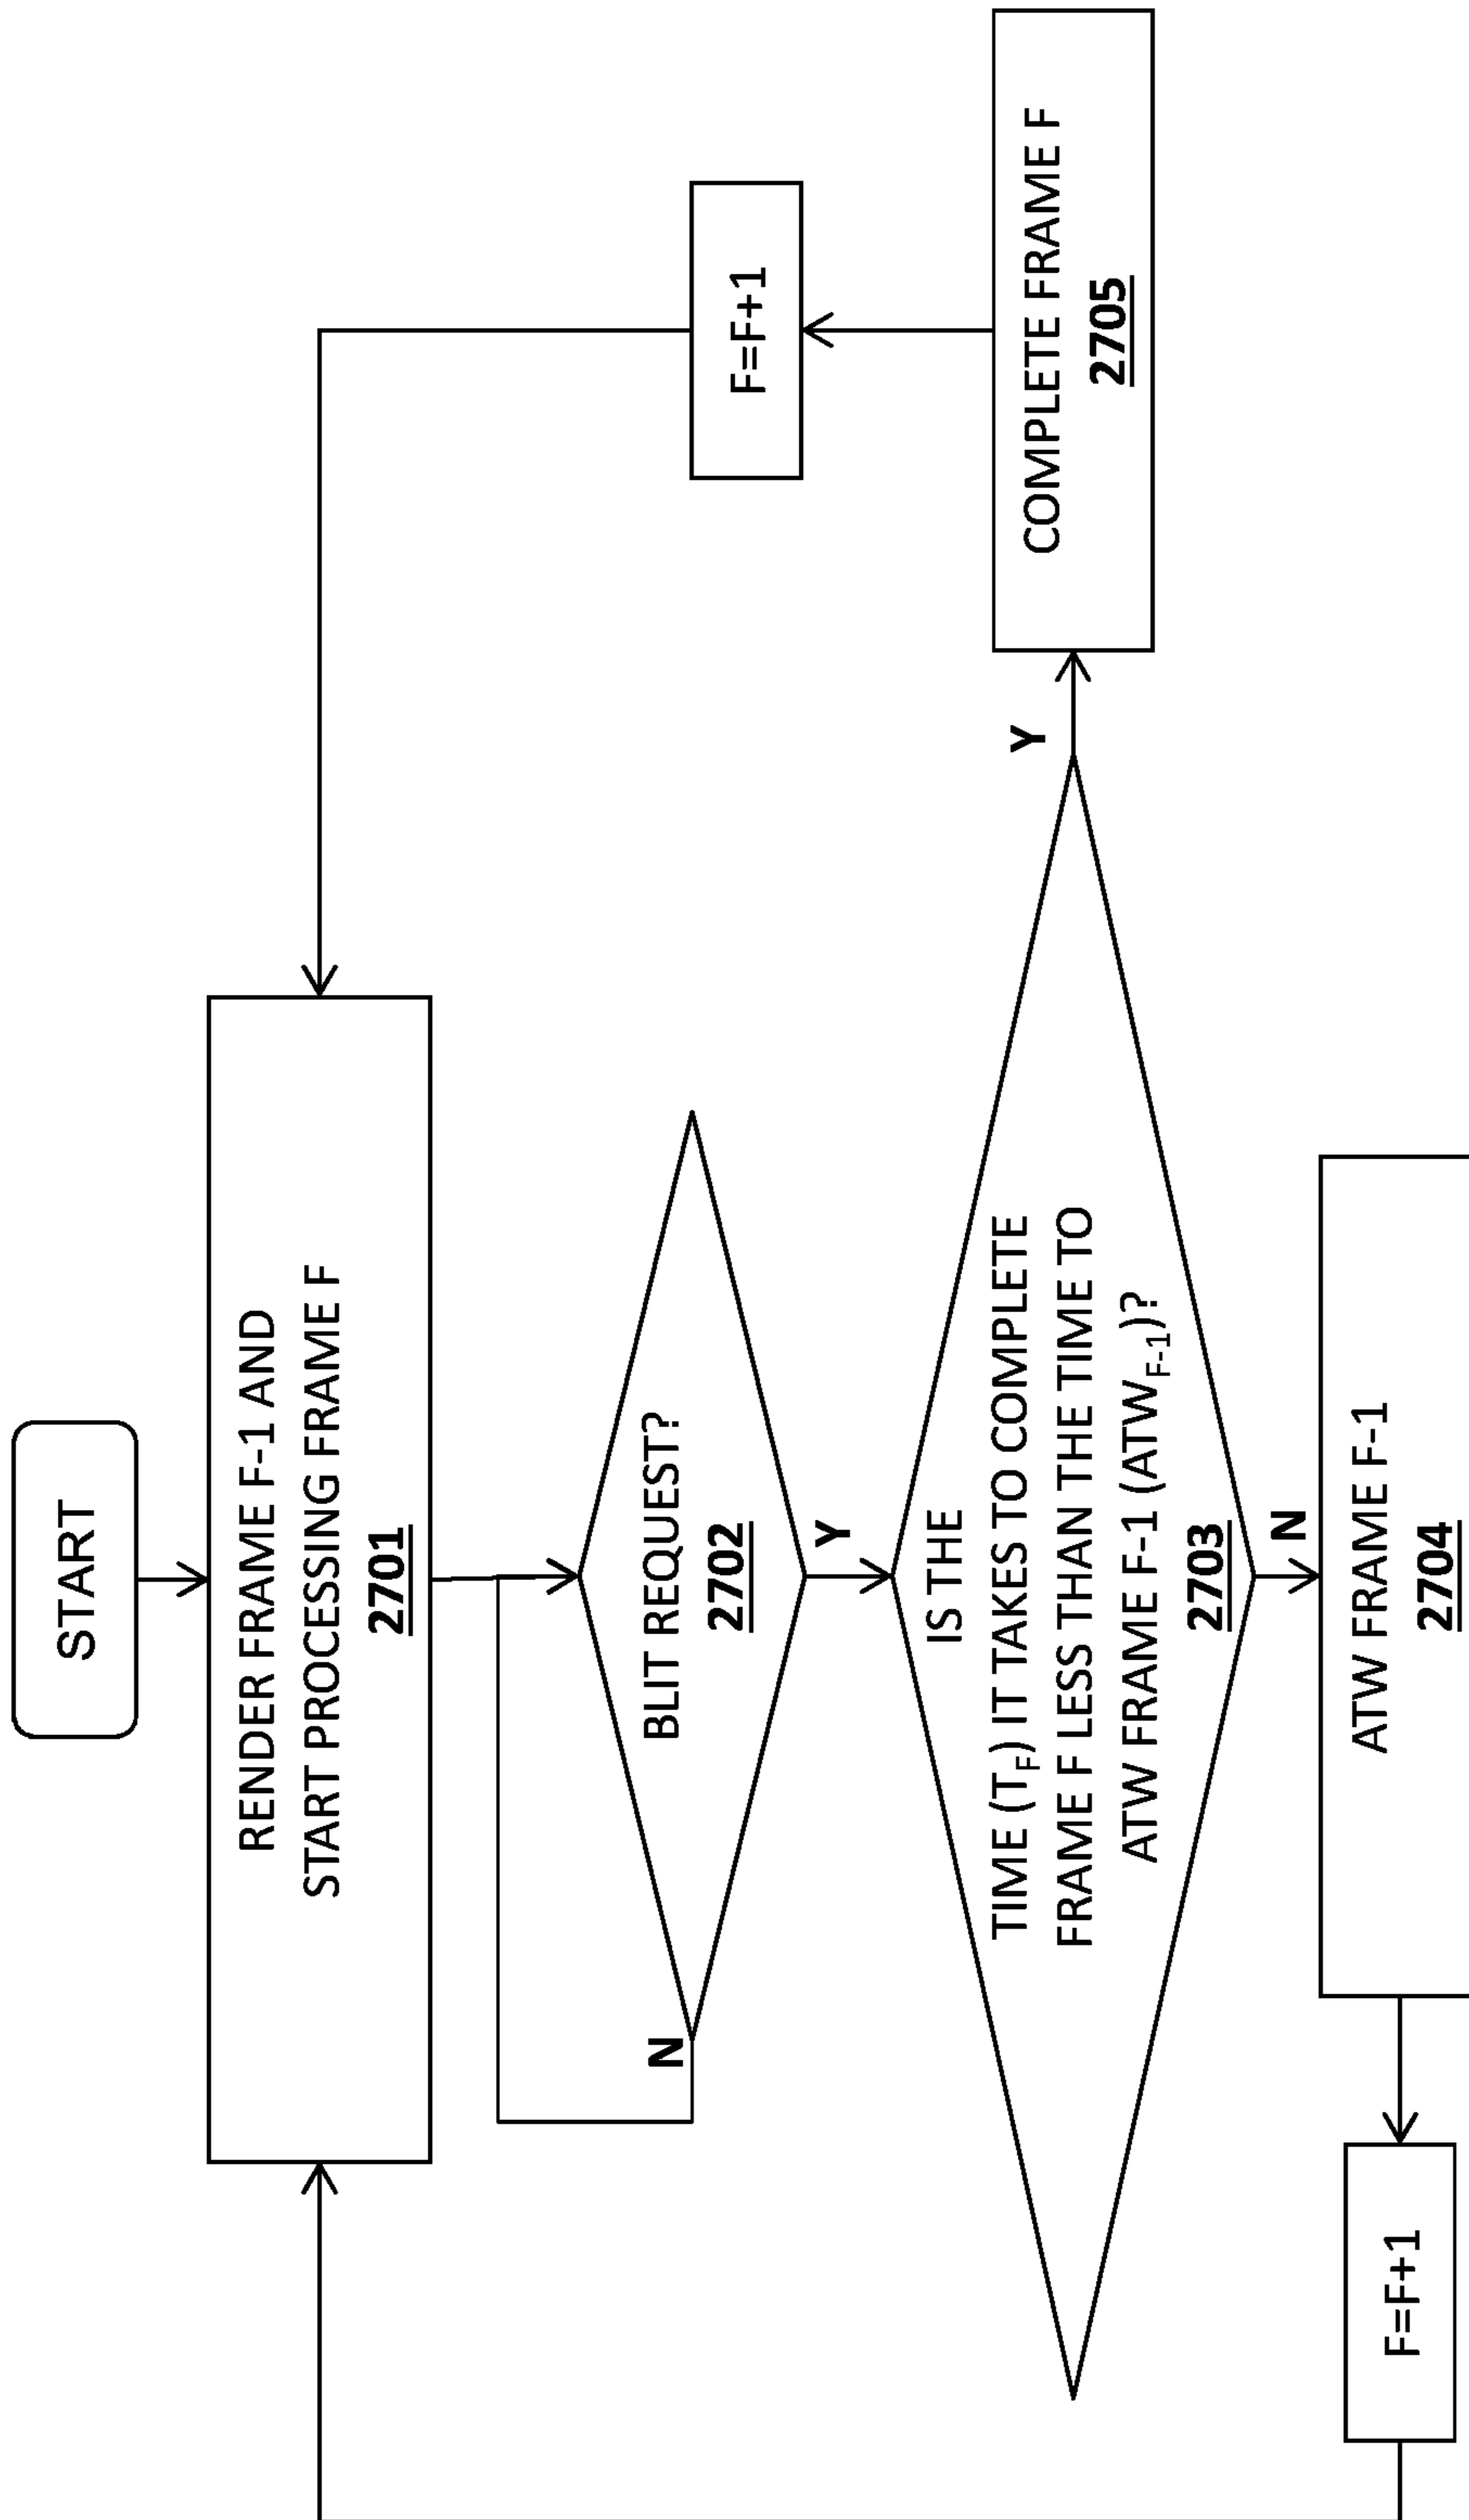 START
RENDER FRAME F-1 AND
START PROCESSING FRAME F
2701
BLIT REQUEST?
2702
N
Y
IS THE
TIME (T_F) IT TAKES TO COMPLETE
FRAME F LESS THAN THE TIME TO
ATW FRAME F-1 (ATW_F-1)?
2703
Y
N
COMPLETE FRAME F
2705
F=F+1
ATW FRAME F-1
2704
F=F+1